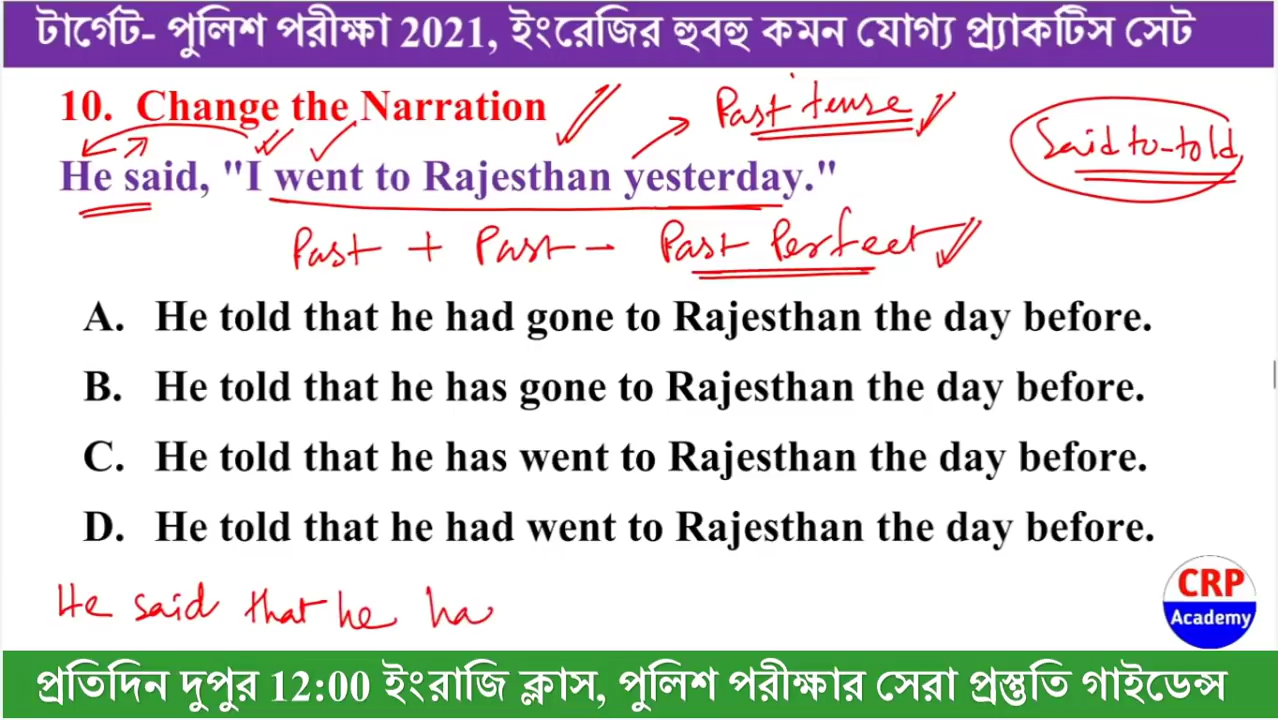 টার্গেট- পুলিশ পরীক্ষা 2021, ইংরেজির হুবহু কমন যোগ্য প্র্যাকটিস সেট
10. Change the Narration
Past tense
Said to-told
He said, "I went to Rajesthan yesterday."
Past + Past - Past Perfect
A. He told that he had gone to Rajesthan the day before.
B. He told that he has gone to Rajesthan the day before.
C. He told that he has went to Rajesthan the day before.
D. He told that he had went to Rajesthan the day before.
He said that he ha
CRP
Academy
প্রতিদিন দুপুর 12:00 ইংরাজি ক্লাস, পুলিশ পরীক্ষার সেরা প্রস্তুতি গাইডেন্স